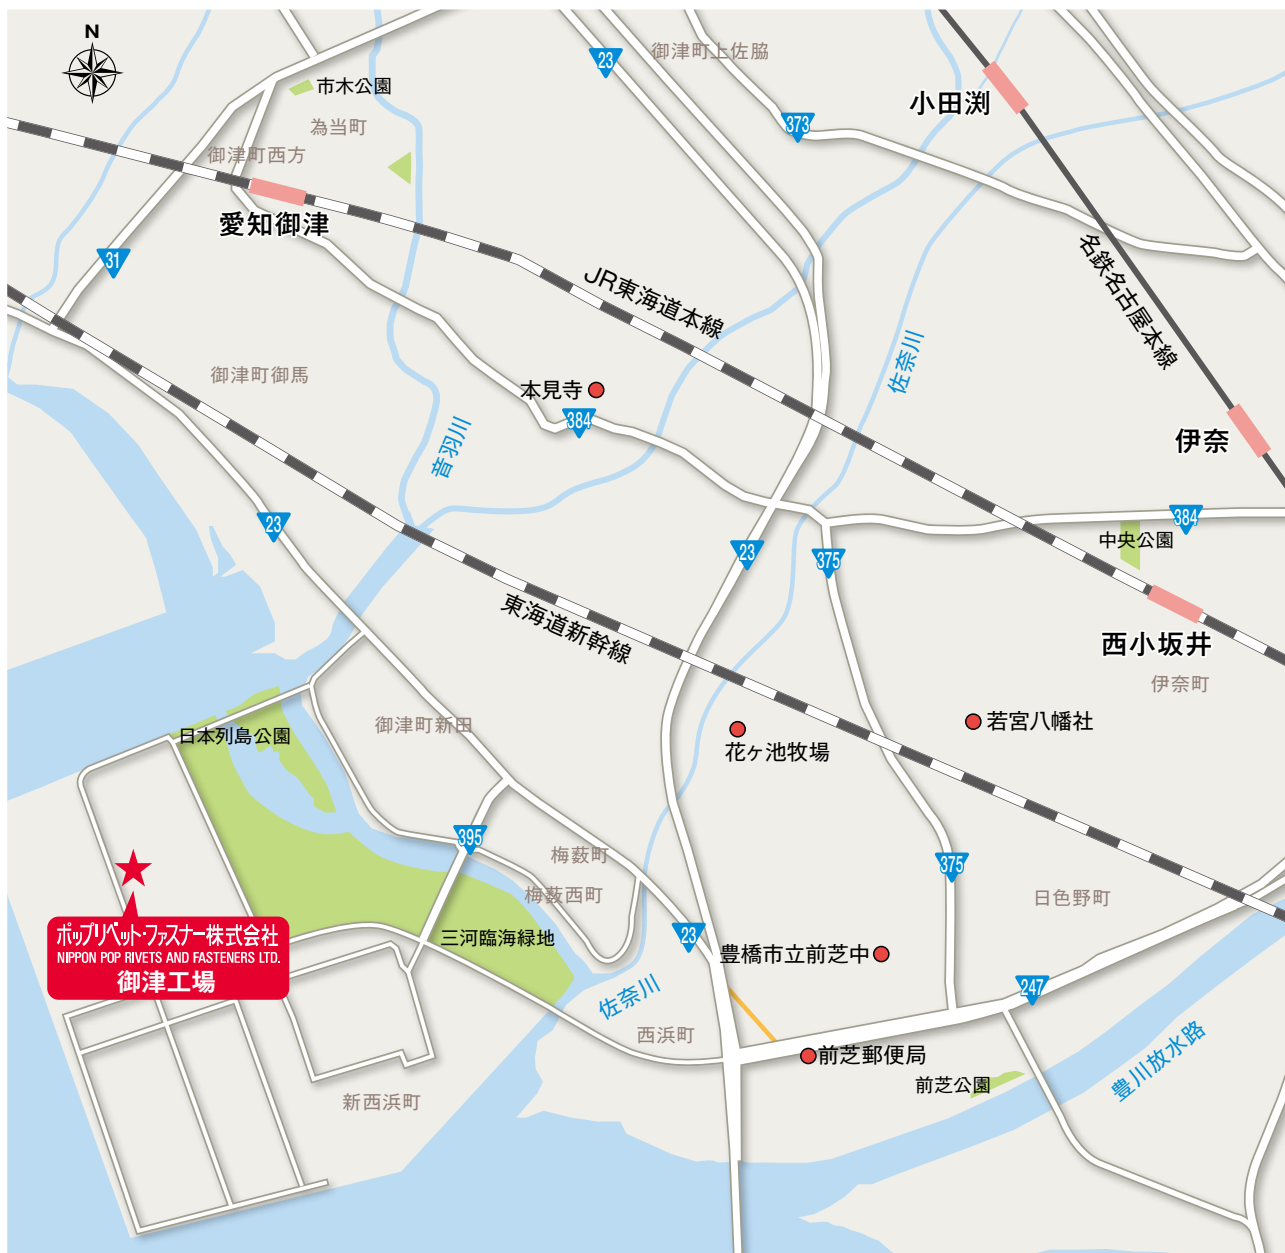 N
23
御津町上佐脇
市木公園
小田渕
為当町
373
御津町西方
愛知御津
31
名鉄名古屋本線
JR東海道本線
佐奈川
御津町御馬
本見寺
384
音羽川
伊奈
23
384
中央公園
23
375
東海道新幹線
西小坂井
伊奈町
日本列島公園
御津町新田
若宮八幡社
花ヶ池牧場
395
梅薮町
375
梅薮西町
日色野町
ポップリベット・ファスナー株式会社
NIPPON POP RIVETS AND FASTENERS LTD.
御津工場
三河臨海緑地
23
豊橋市立前芝中
佐奈川
247
西浜町
前芝郵便局
豊川放水路
前芝公園
新西浜町